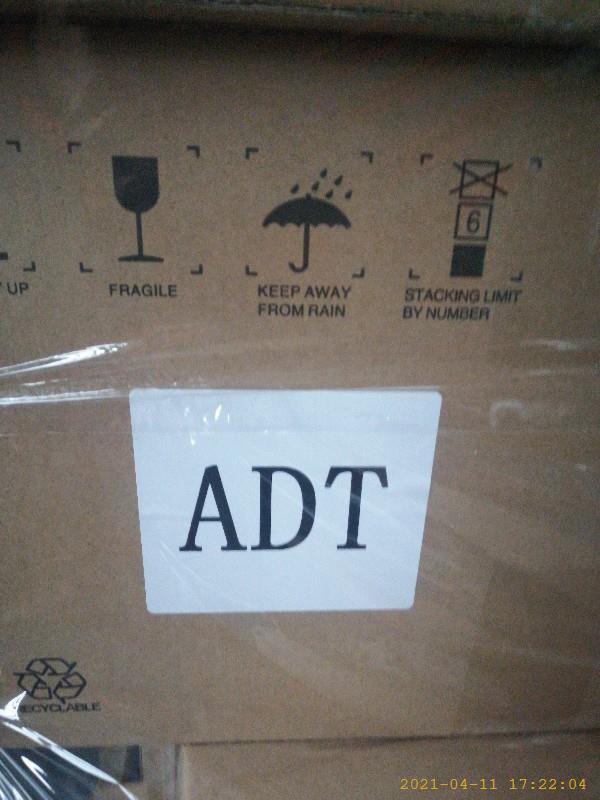 UP
FRAGILE
KEEP AWAY
FROM RAIN
6
STACKING LIMIT
BY NUMBER
ADT
RECYCLABLE
2021-04-11 17:22:04